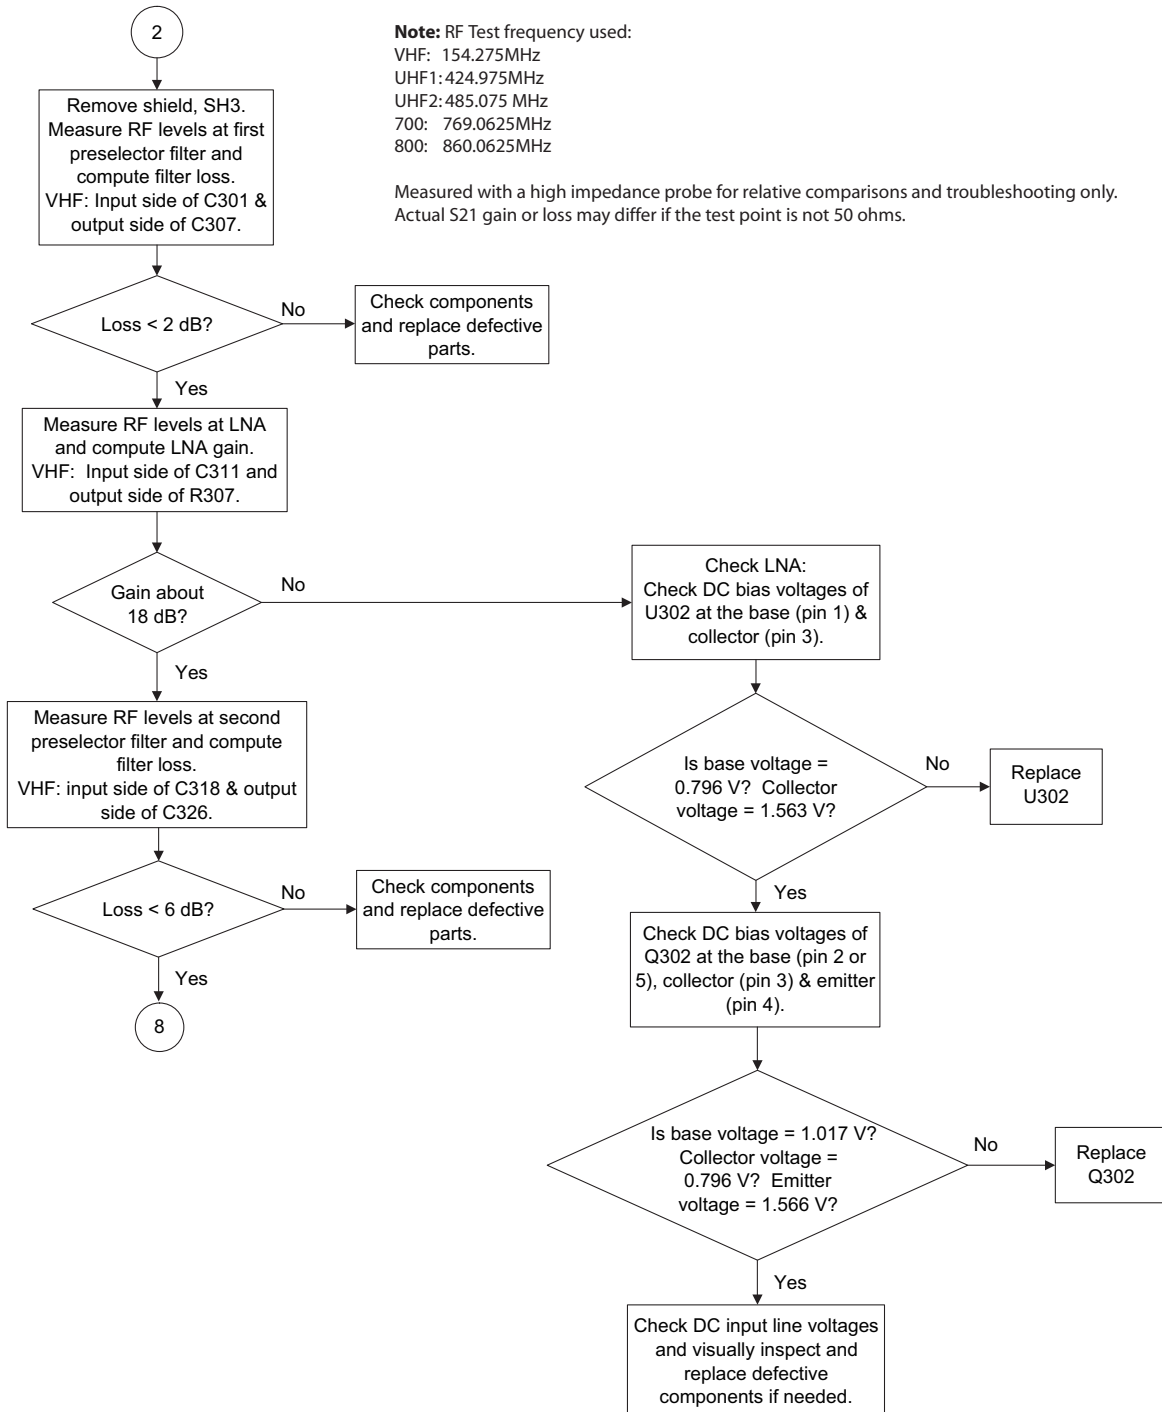 2
Note: RF Test frequency used:
VHF: 154.275MHz
UHF1: 424.975MHz
UHF2: 485.075 MHz
700: 769.0625MHz
800: 860.0625MHz
Measured with a high impedance probe for relative comparisons and troubleshooting only.
Actual S21 gain or loss may differ if the test point is not 50 ohms.
Remove shield, SH3.
Measure RF levels at first
preselector filter and
compute filter loss.
VHF: Input side of C301 &
output side of C307.
Loss < 2 dB?
No
Check components
and replace defective
parts.
Yes
Measure RF levels at LNA
and compute LNA gain.
VHF: Input side of C311 and
output side of R307.
Gain about
18 dB?
No
Check LNA:
Check DC bias voltages of
U302 at the base (pin 1) &
collector (pin 3).
Yes
Measure RF levels at second
preselector filter and compute
filter loss.
VHF: input side of C318 & output
side of C326.
Is base voltage =
0.796 V? Collector
voltage = 1.563 V?
No
Replace
U302
Loss < 6 dB?
No
Check components
and replace defective
parts.
Yes
8
Yes
Check DC bias voltages of
Q302 at the base (pin 2 or
5), collector (pin 3) & emitter
(pin 4).
Is base voltage = 1.017 V?
Collector voltage =
0.796 V? Emitter
voltage = 1.566 V?
No
Replace
Q302
Yes
Check DC input line voltages
and visually inspect and
replace defective
components if needed.